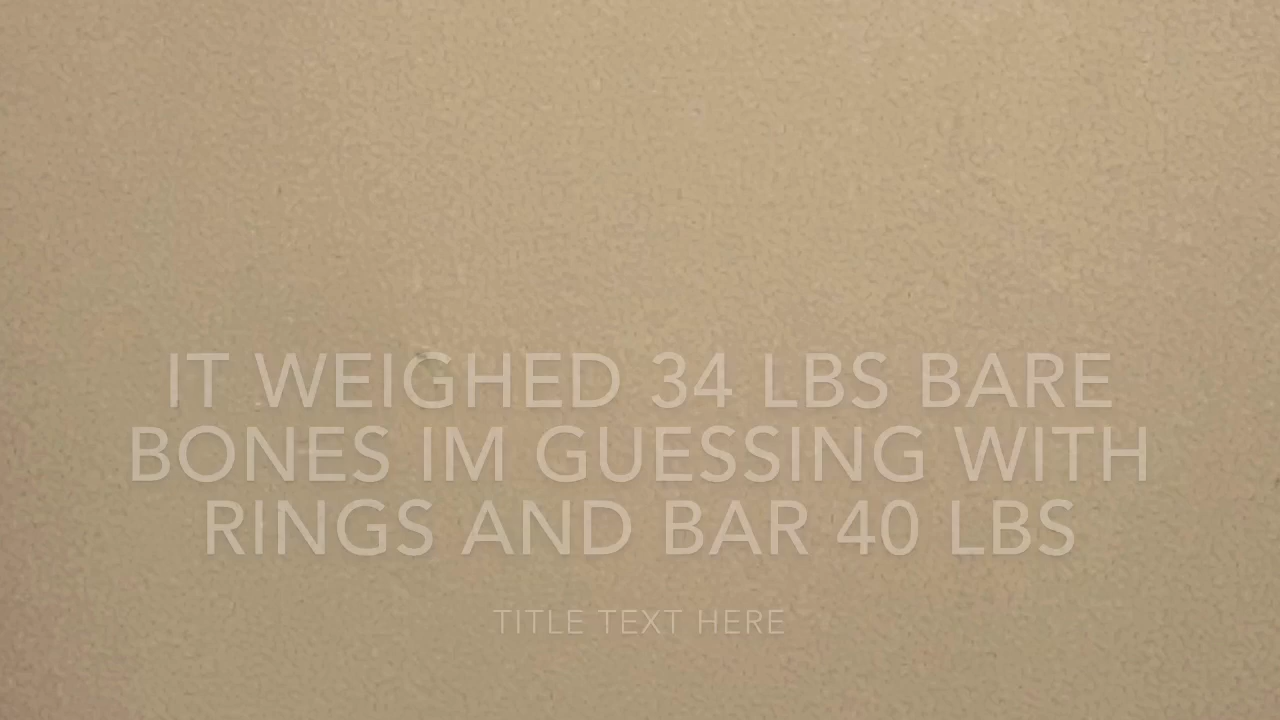 IT WEIGHED 34 LBS BARE
BONES IM GUESSING WITH
RINGS AND BAR 40 LBS
TITLE TEXT HERE